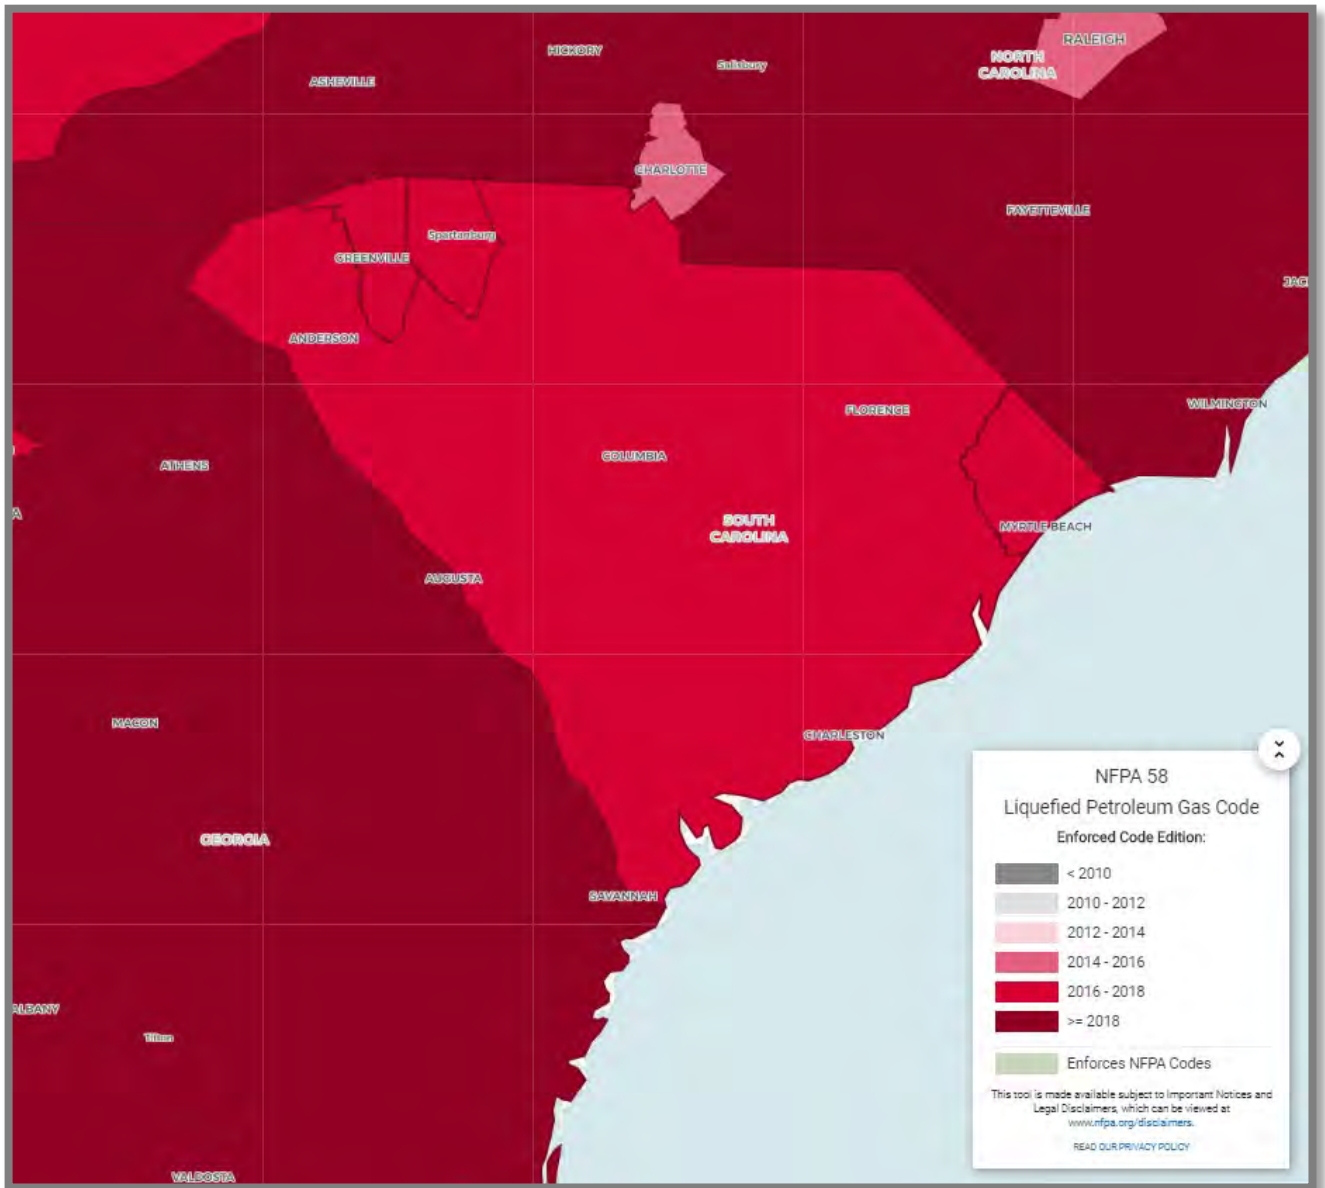 HICKORY
Salisbury
RALEIGH
NORTH
CAROLINA
ASHEVILLE
CHARLOTTE
FAYETTEVILLE
Spartanburg
GREENVILLE
JAC
ANDERSON
WILMINGTON
FLORENCE
COLUMBIA
ATHENS
A
SOUTH
CAROLINA
MYRTLE BEACH
AUGUSTA
MACON
CHARLESTON
GEORGIA
SAVANNAH
ALBANY
Tifton
VALDOSTA
NFPA 58
Liquefied Petroleum Gas Code
Enforced Code Edition:
< 2010
2010 - 2012
2012 - 2014
2014 - 2016
2016 - 2018
>= 2018
Enforces NFPA Codes
This tool is made available subject to Important Notices and
Legal Disclaimers, which can be viewed at
www.nfpa.org/disclaimers.
READ OUR PRIVACY POLICY